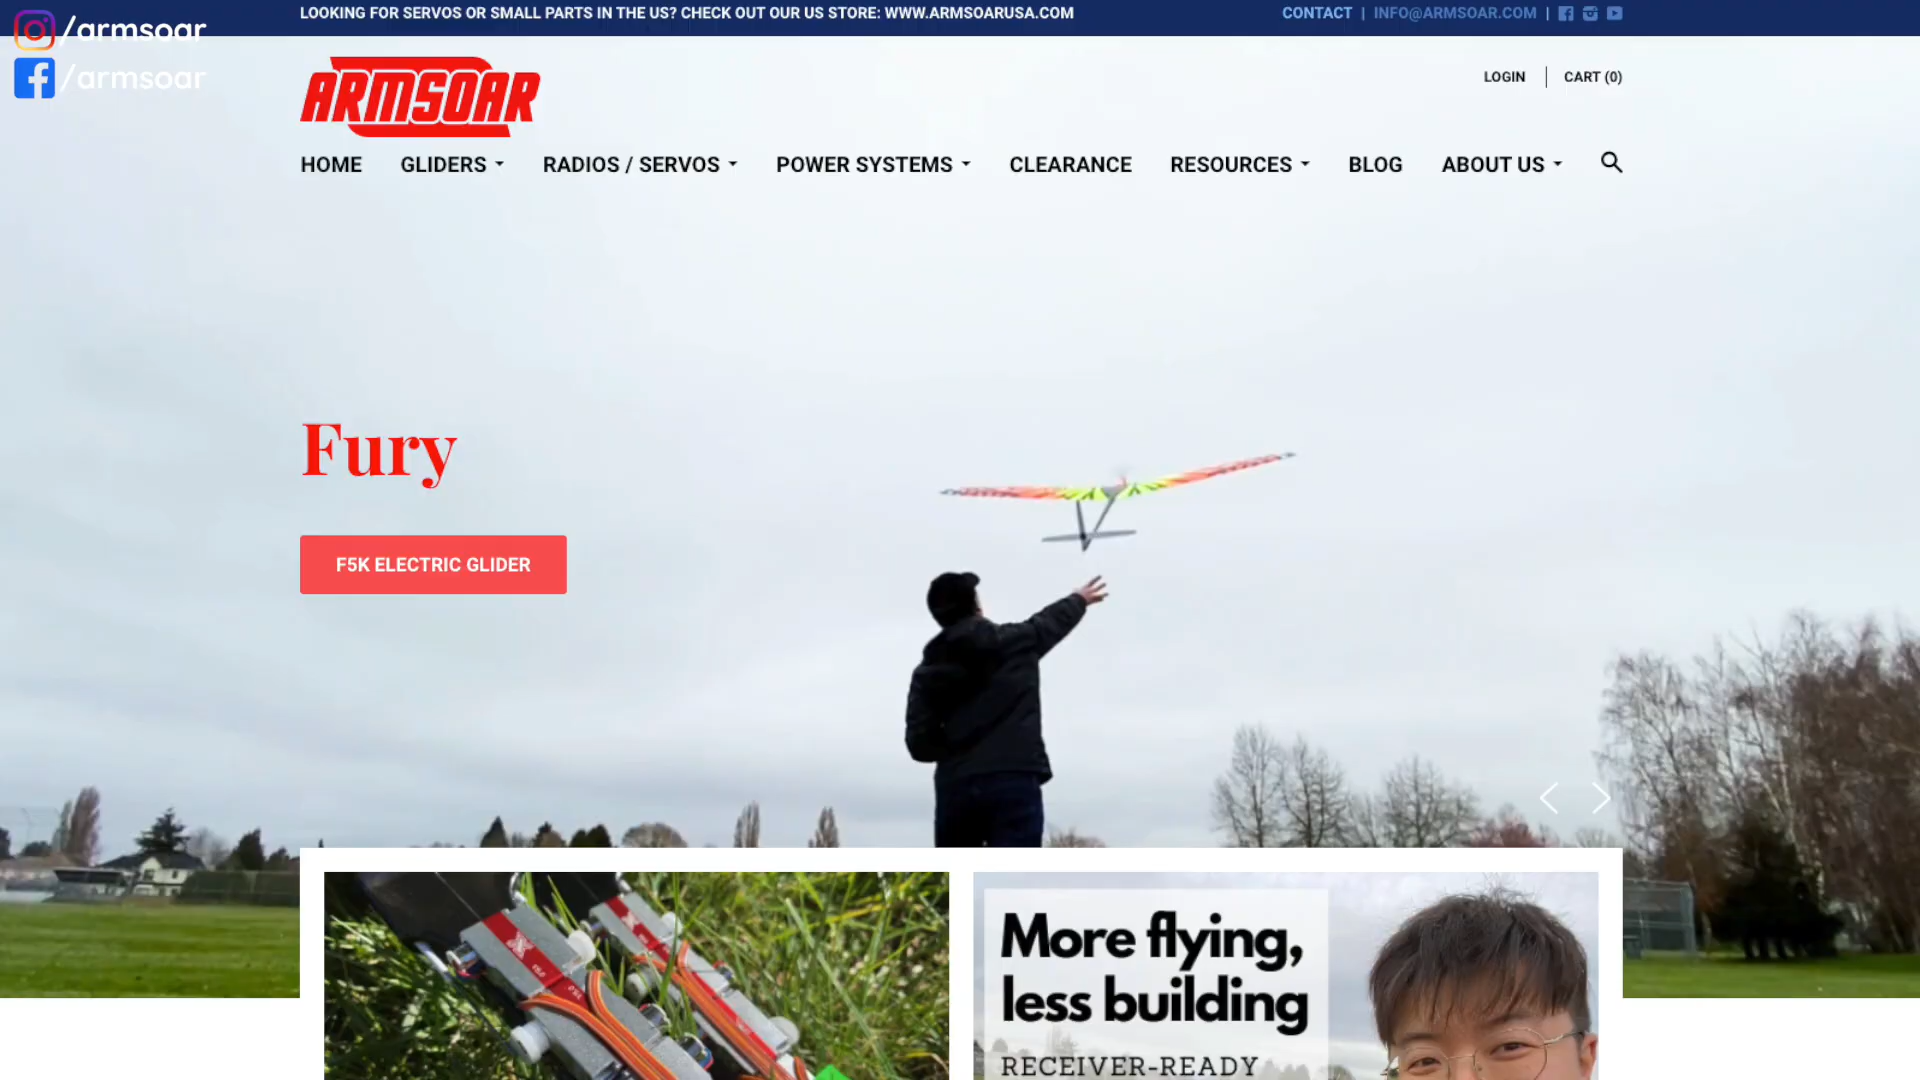 LOOKING FOR SERVOS OR SMALL PARTS IN THE US? CHECK OUT OUR US STORE: WWW.ARMSOARUSA.COM
CONTACT | INFO@ARMSOAR.COM |
/armsoar
/armsoar
ARMSOAR
LOGIN
CART (0)
HOME
GLIDERS
RADIOS / SERVOS
POWER SYSTEMS
CLEARANCE
RESOURCES
BLOG
ABOUT US
Fury
F5K ELECTRIC GLIDER
More flying,
less building
RECEIVER-READY